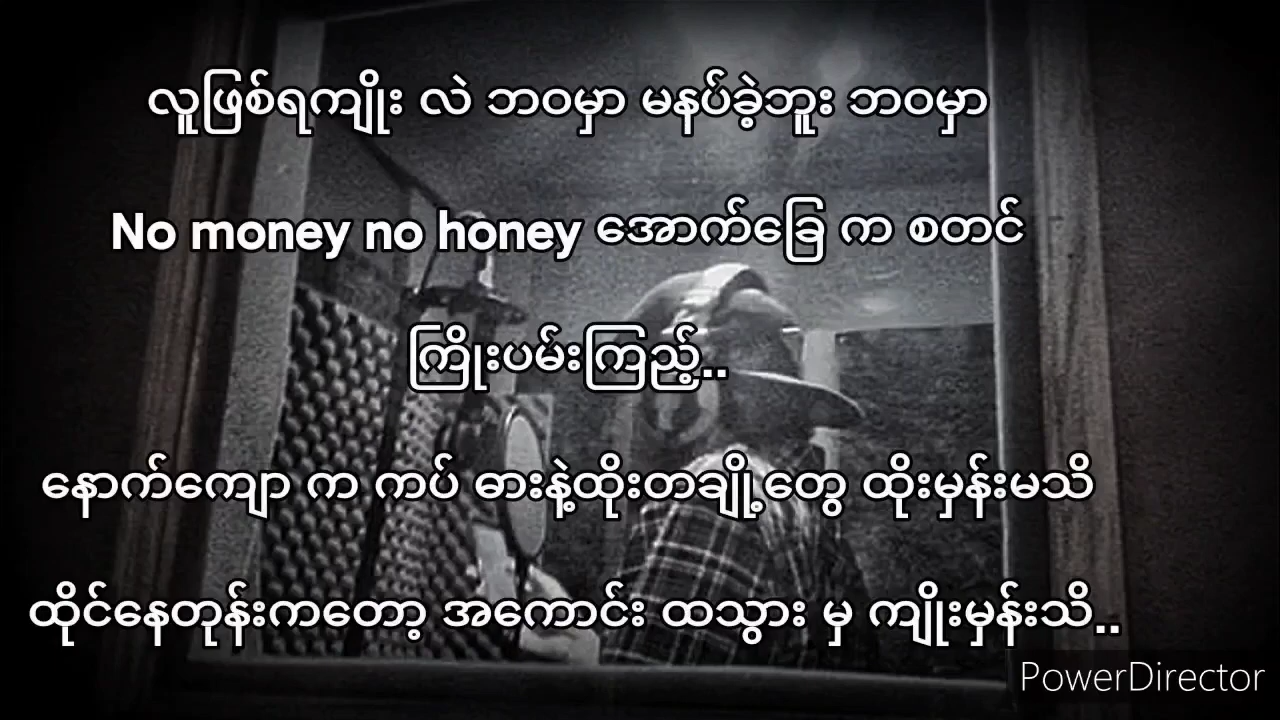 လူဖြစ်ရကျိုး လဲ ဘဝမှာ မနပ်ခဲ့ဘူး ဘဝမှာ
No money no honey အောက်ခြေ က စတင်
ကြိုးပမ်းကြည့်..
နောက်ကျော က ကပ် ဓားနဲ့ထိုးတချို့တွေ ထိုးမှန်းမသိ
ထိုင်နေတုန်းကတော့ အကောင်း ထသွား မှ ကျိုးမှန်းသိ..
PowerDirector